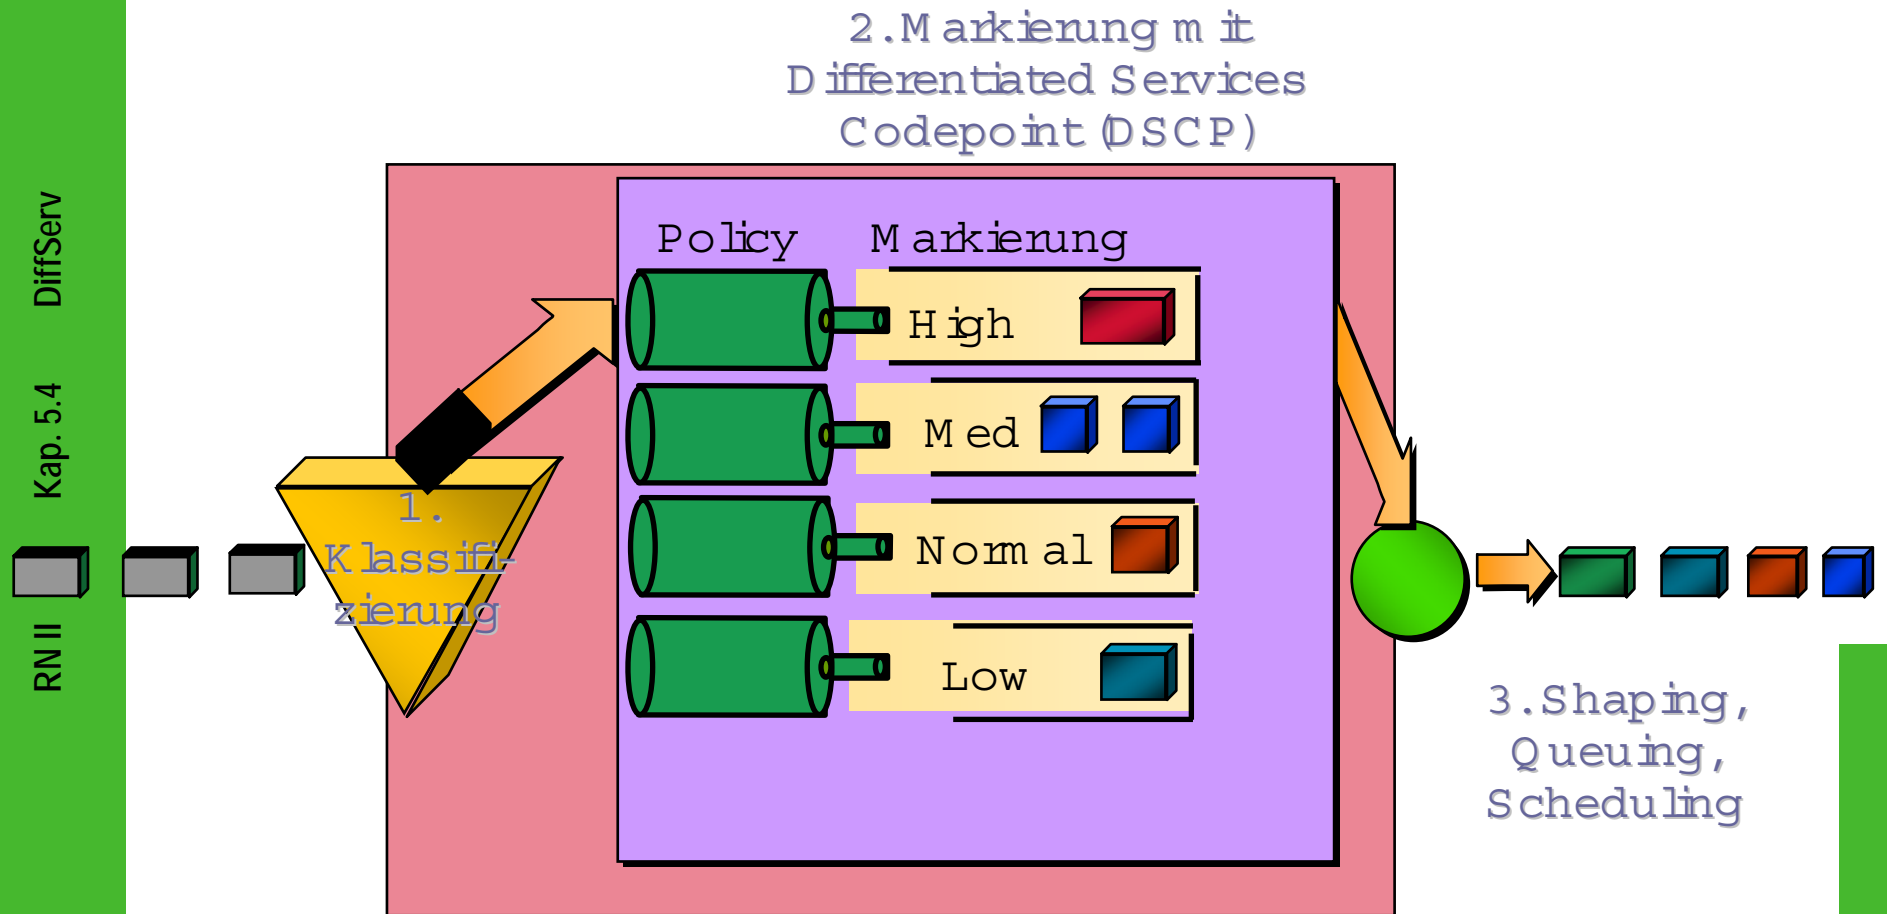 2. Markierung mit
Differentiated Services
Codepoint (DSCP)
Policy
Markierung
High
Med
Normal
Low
1.
Klassifi-
zierung
3. Shaping,
Queuing,
Scheduling
RN II Kap. 5.4 DiffServ